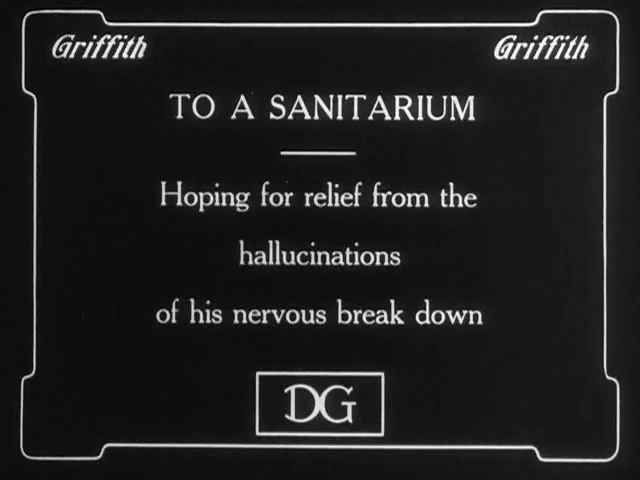 Griffith Griffith
TO A SANITARIUM
Hoping for relief from the
hallucinations
of his nervous break down
DG